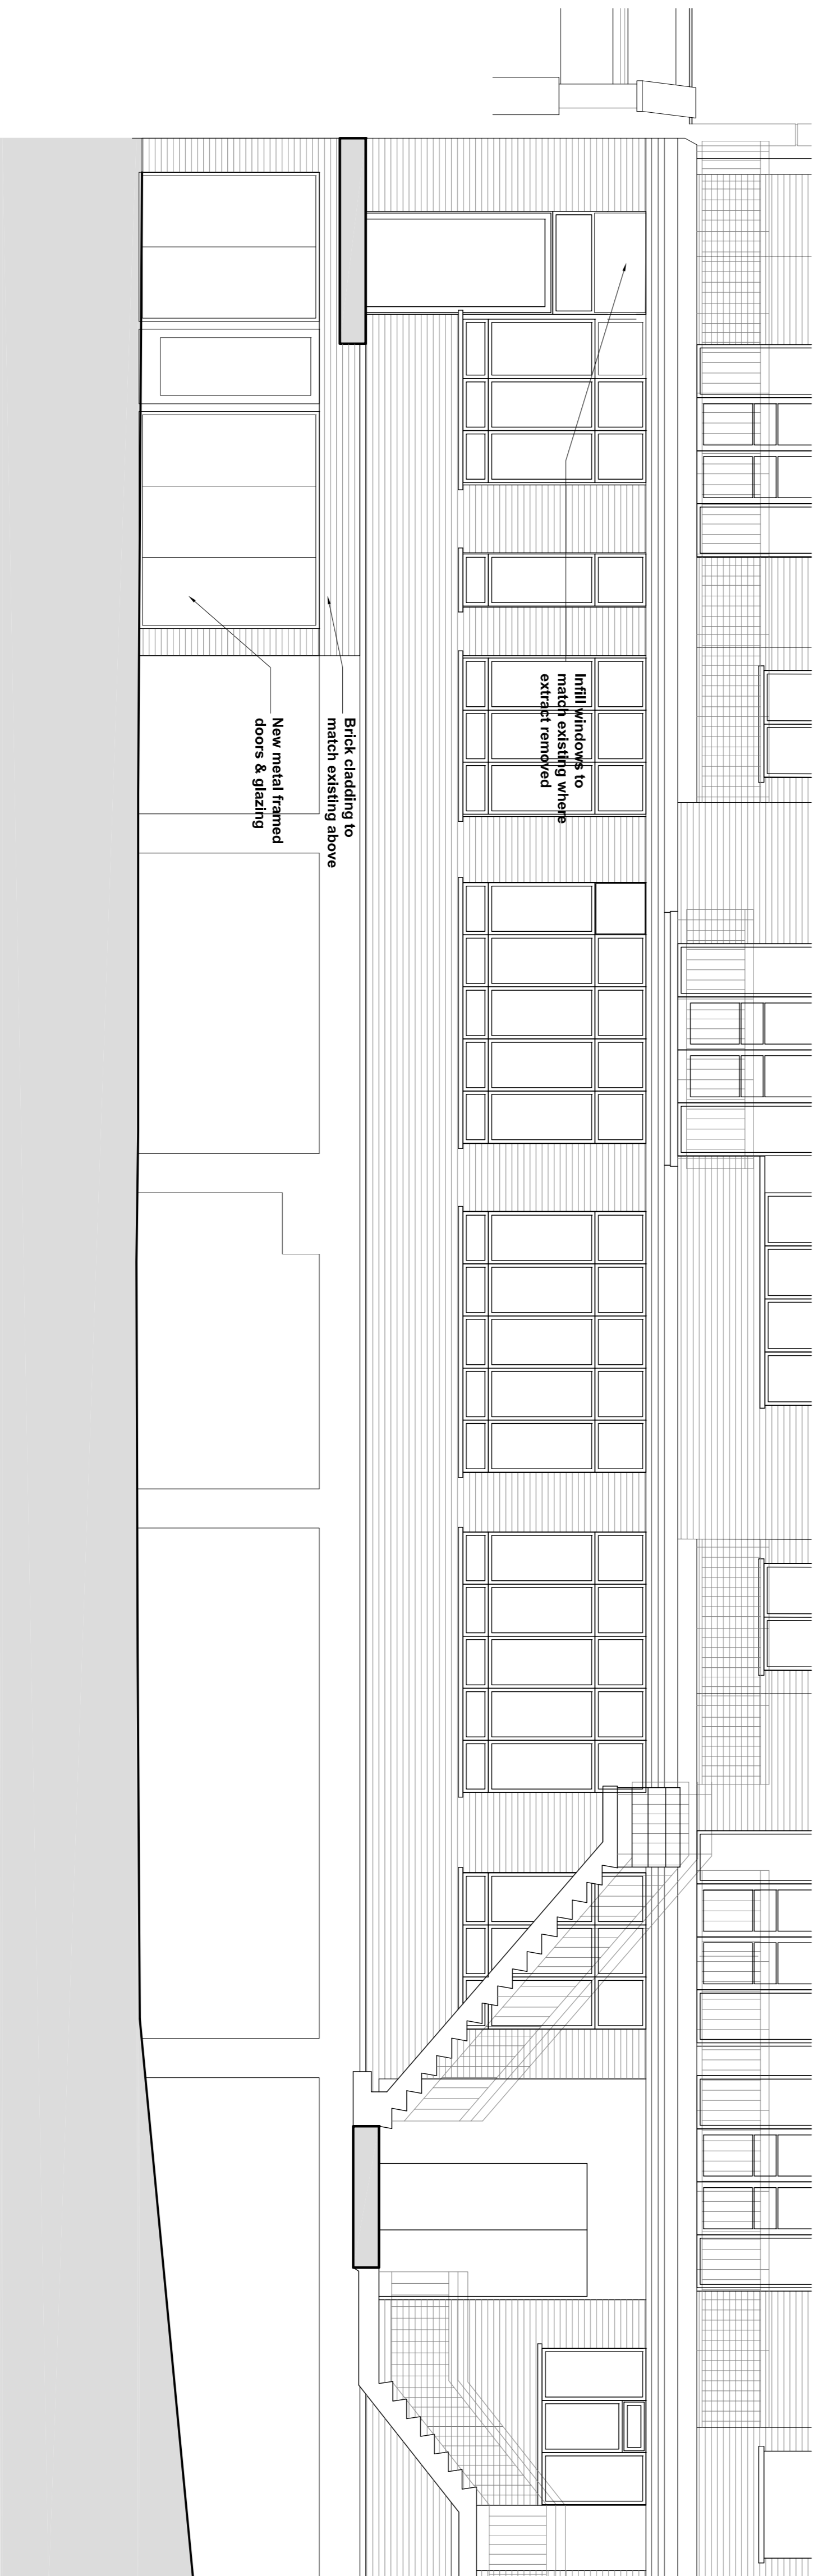 Infill windows to
match existing where
extract removed
Brick cladding to
match existing above
New metal framed
doors & glazing